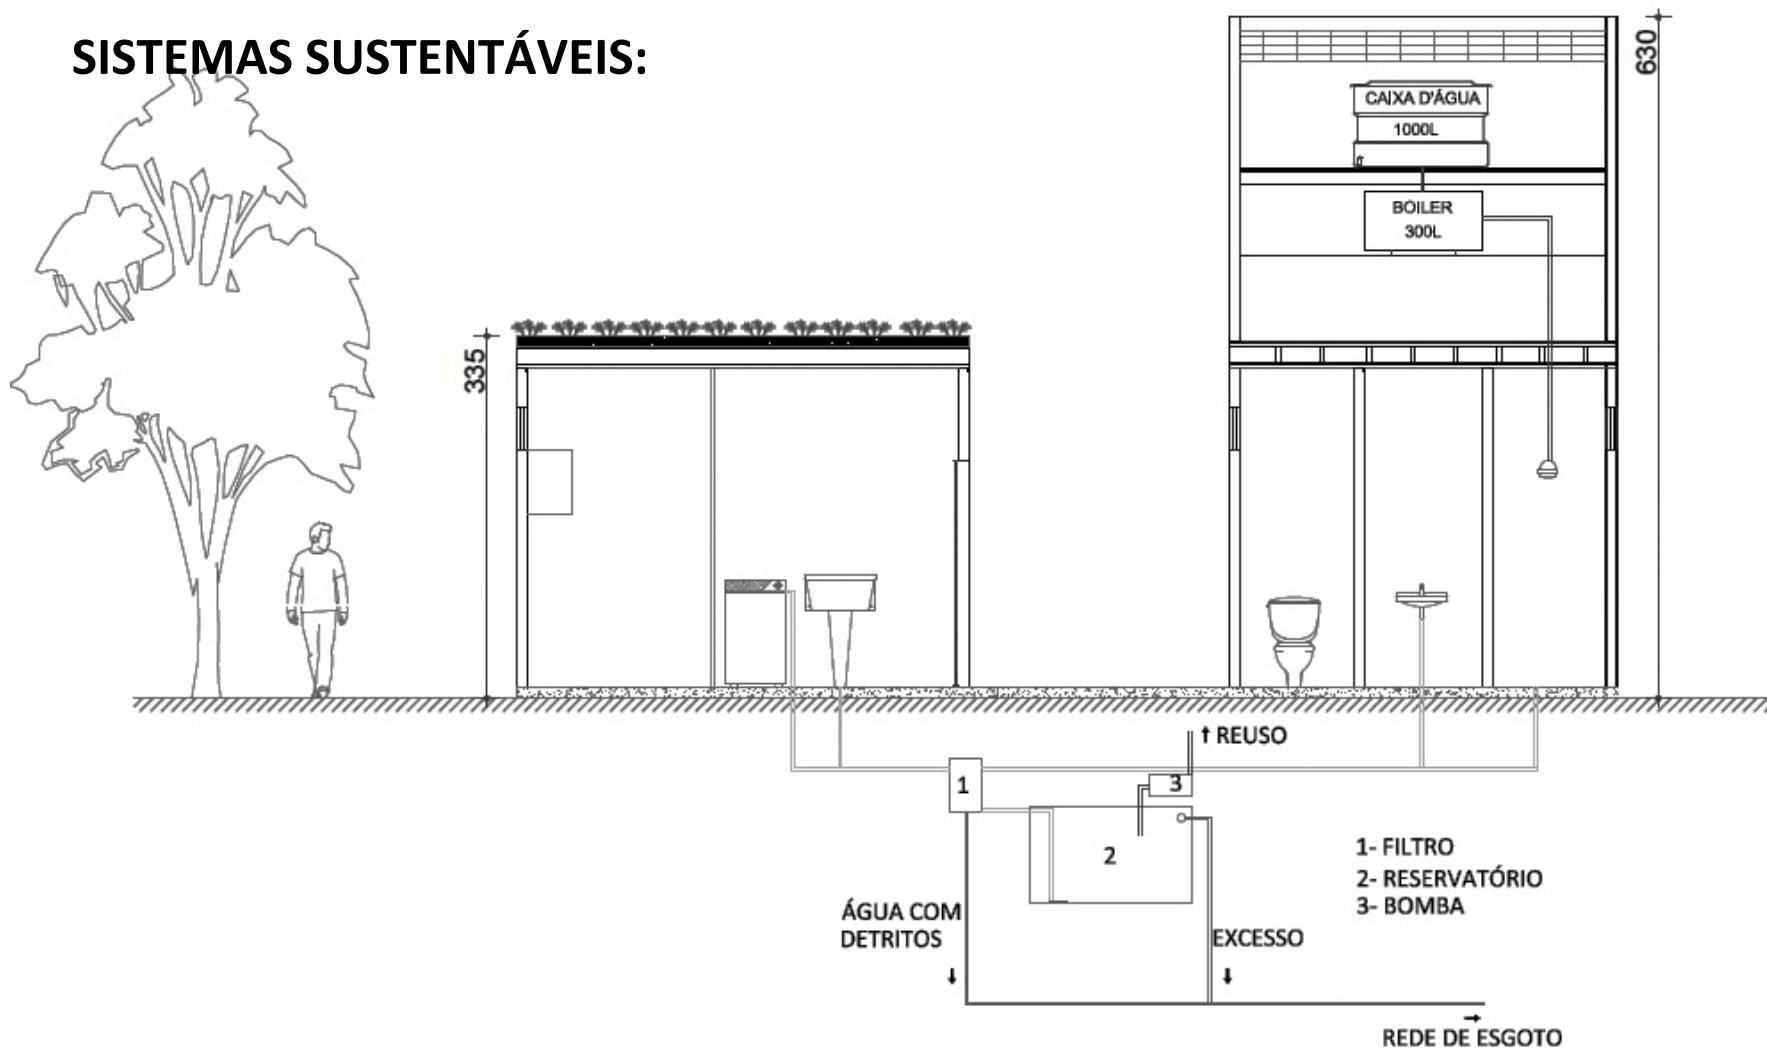 SISTEMAS SUSTENTÁVEIS:
630
CAIXA D'ÁGUA
1000L
BOILER
300L
335
REUSO
1
3
2
1- FILTRO
2- RESERVATÓRIO
3- BOMBA
ÁGUA COM
DETRITOS
EXCESSO
REDE DE ESGOTO